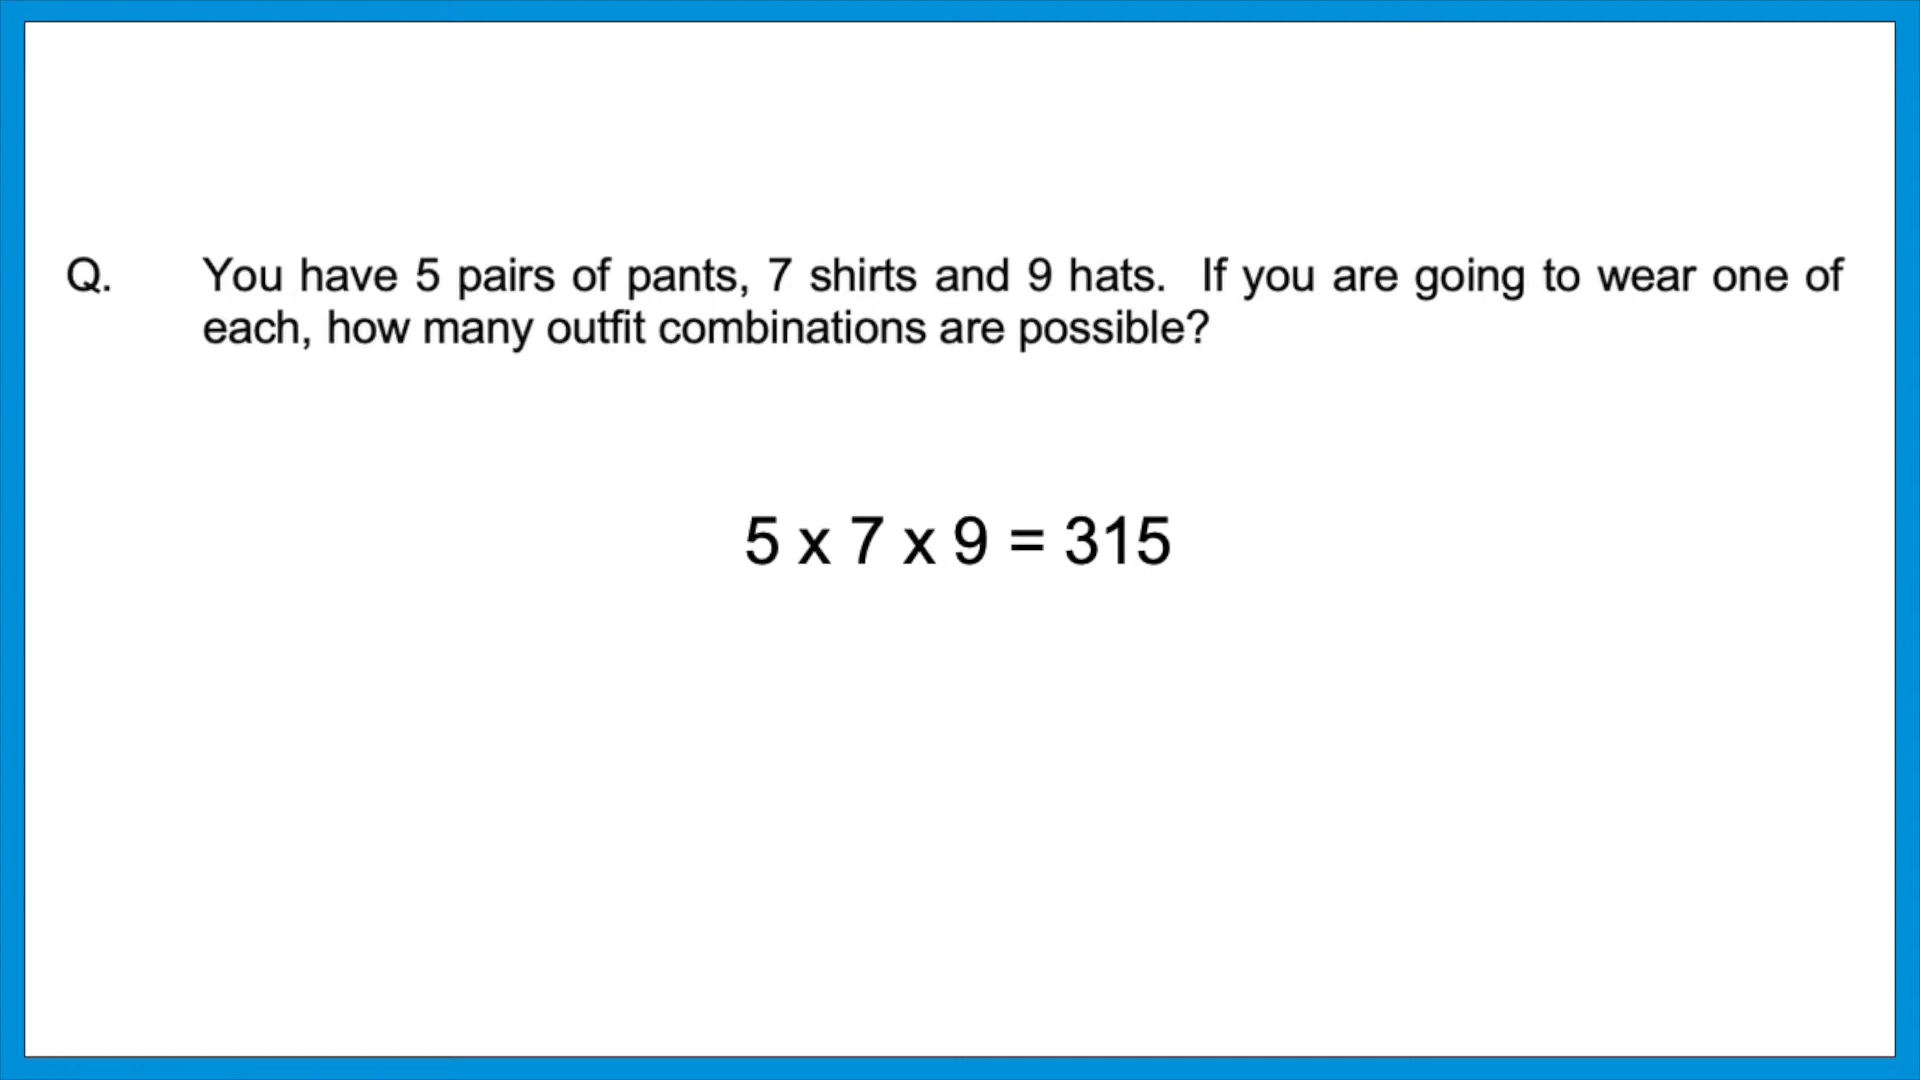 Q. You have 5 pairs of pants, 7 shirts and 9 hats. If you are going to wear one of
each, how many outfit combinations are possible?
5 x 7 x 9 = 315